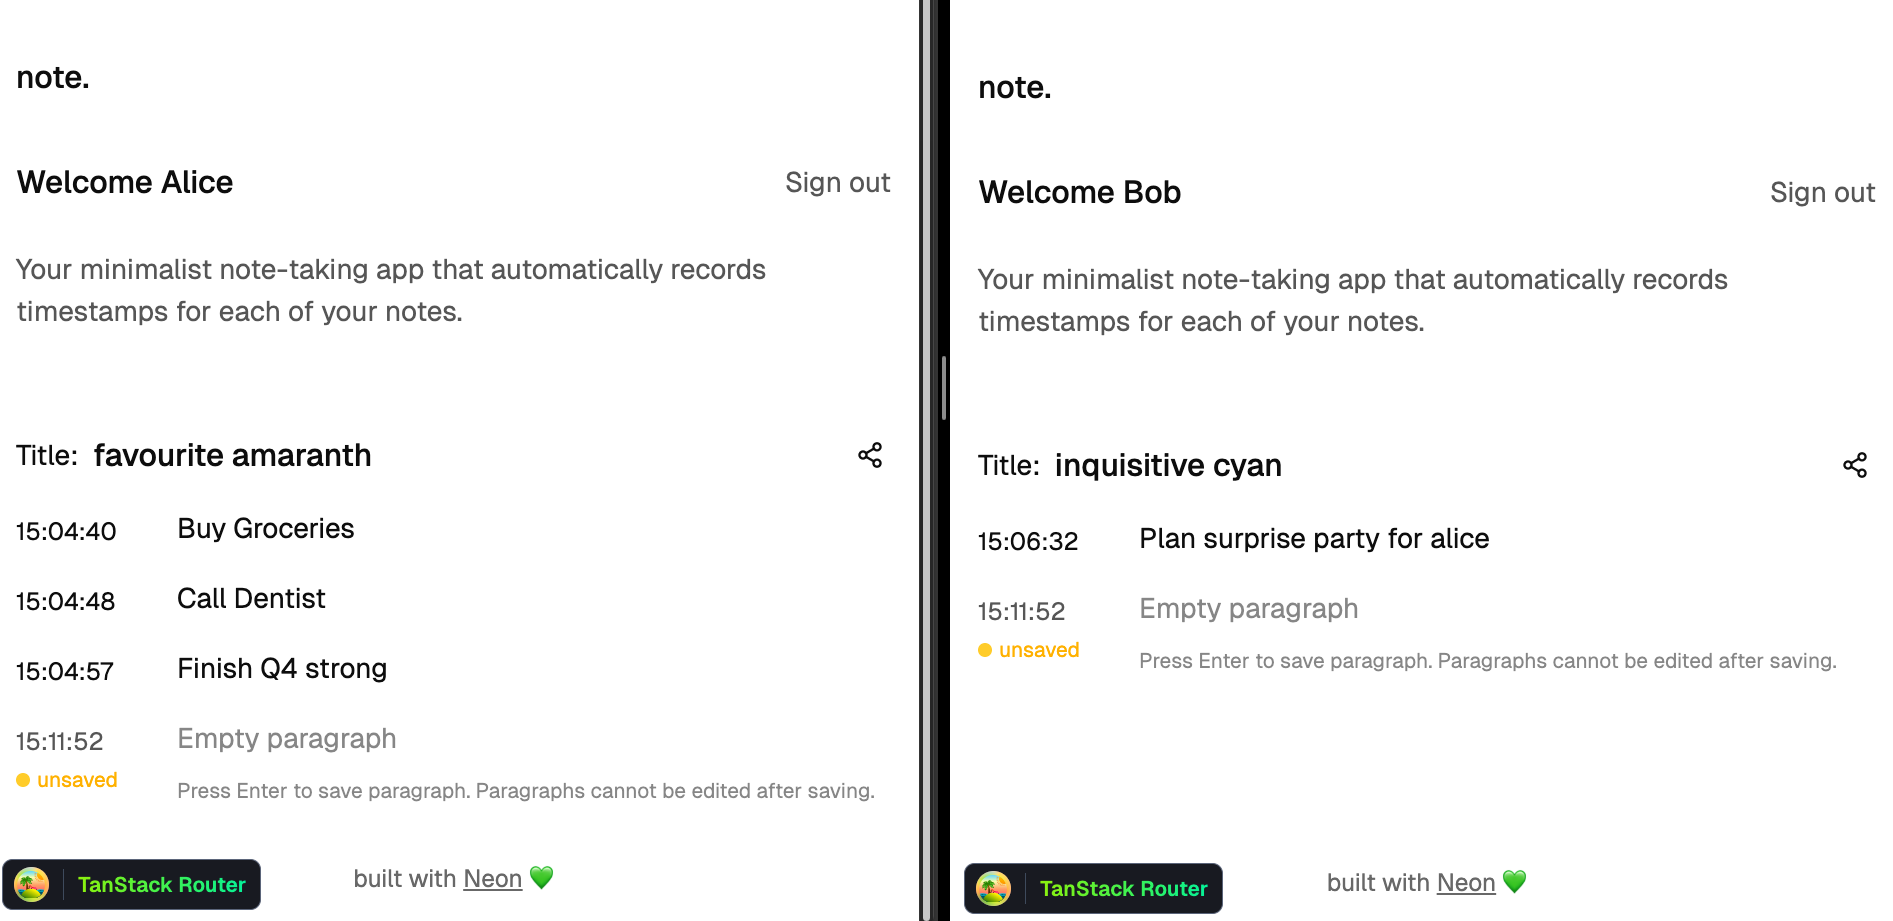 note.
Welcome Alice
Sign out
Your minimalist note-taking app that automatically records
timestamps for each of your notes.
Title: favourite amaranth
15:04:40 Buy Groceries
15:04:48 Call Dentist
15:04:57 Finish Q4 strong
15:11:52 Empty paragraph
unsaved
Press Enter to save paragraph. Paragraphs cannot be edited after saving.
TanStack Router
built with Neon 💚
note.
Welcome Bob
Sign out
Your minimalist note-taking app that automatically records
timestamps for each of your notes.
Title: inquisitive cyan
15:06:32 Plan surprise party for alice
15:11:52 Empty paragraph
unsaved
Press Enter to save paragraph. Paragraphs cannot be edited after saving.
TanStack Router
built with Neon 💚